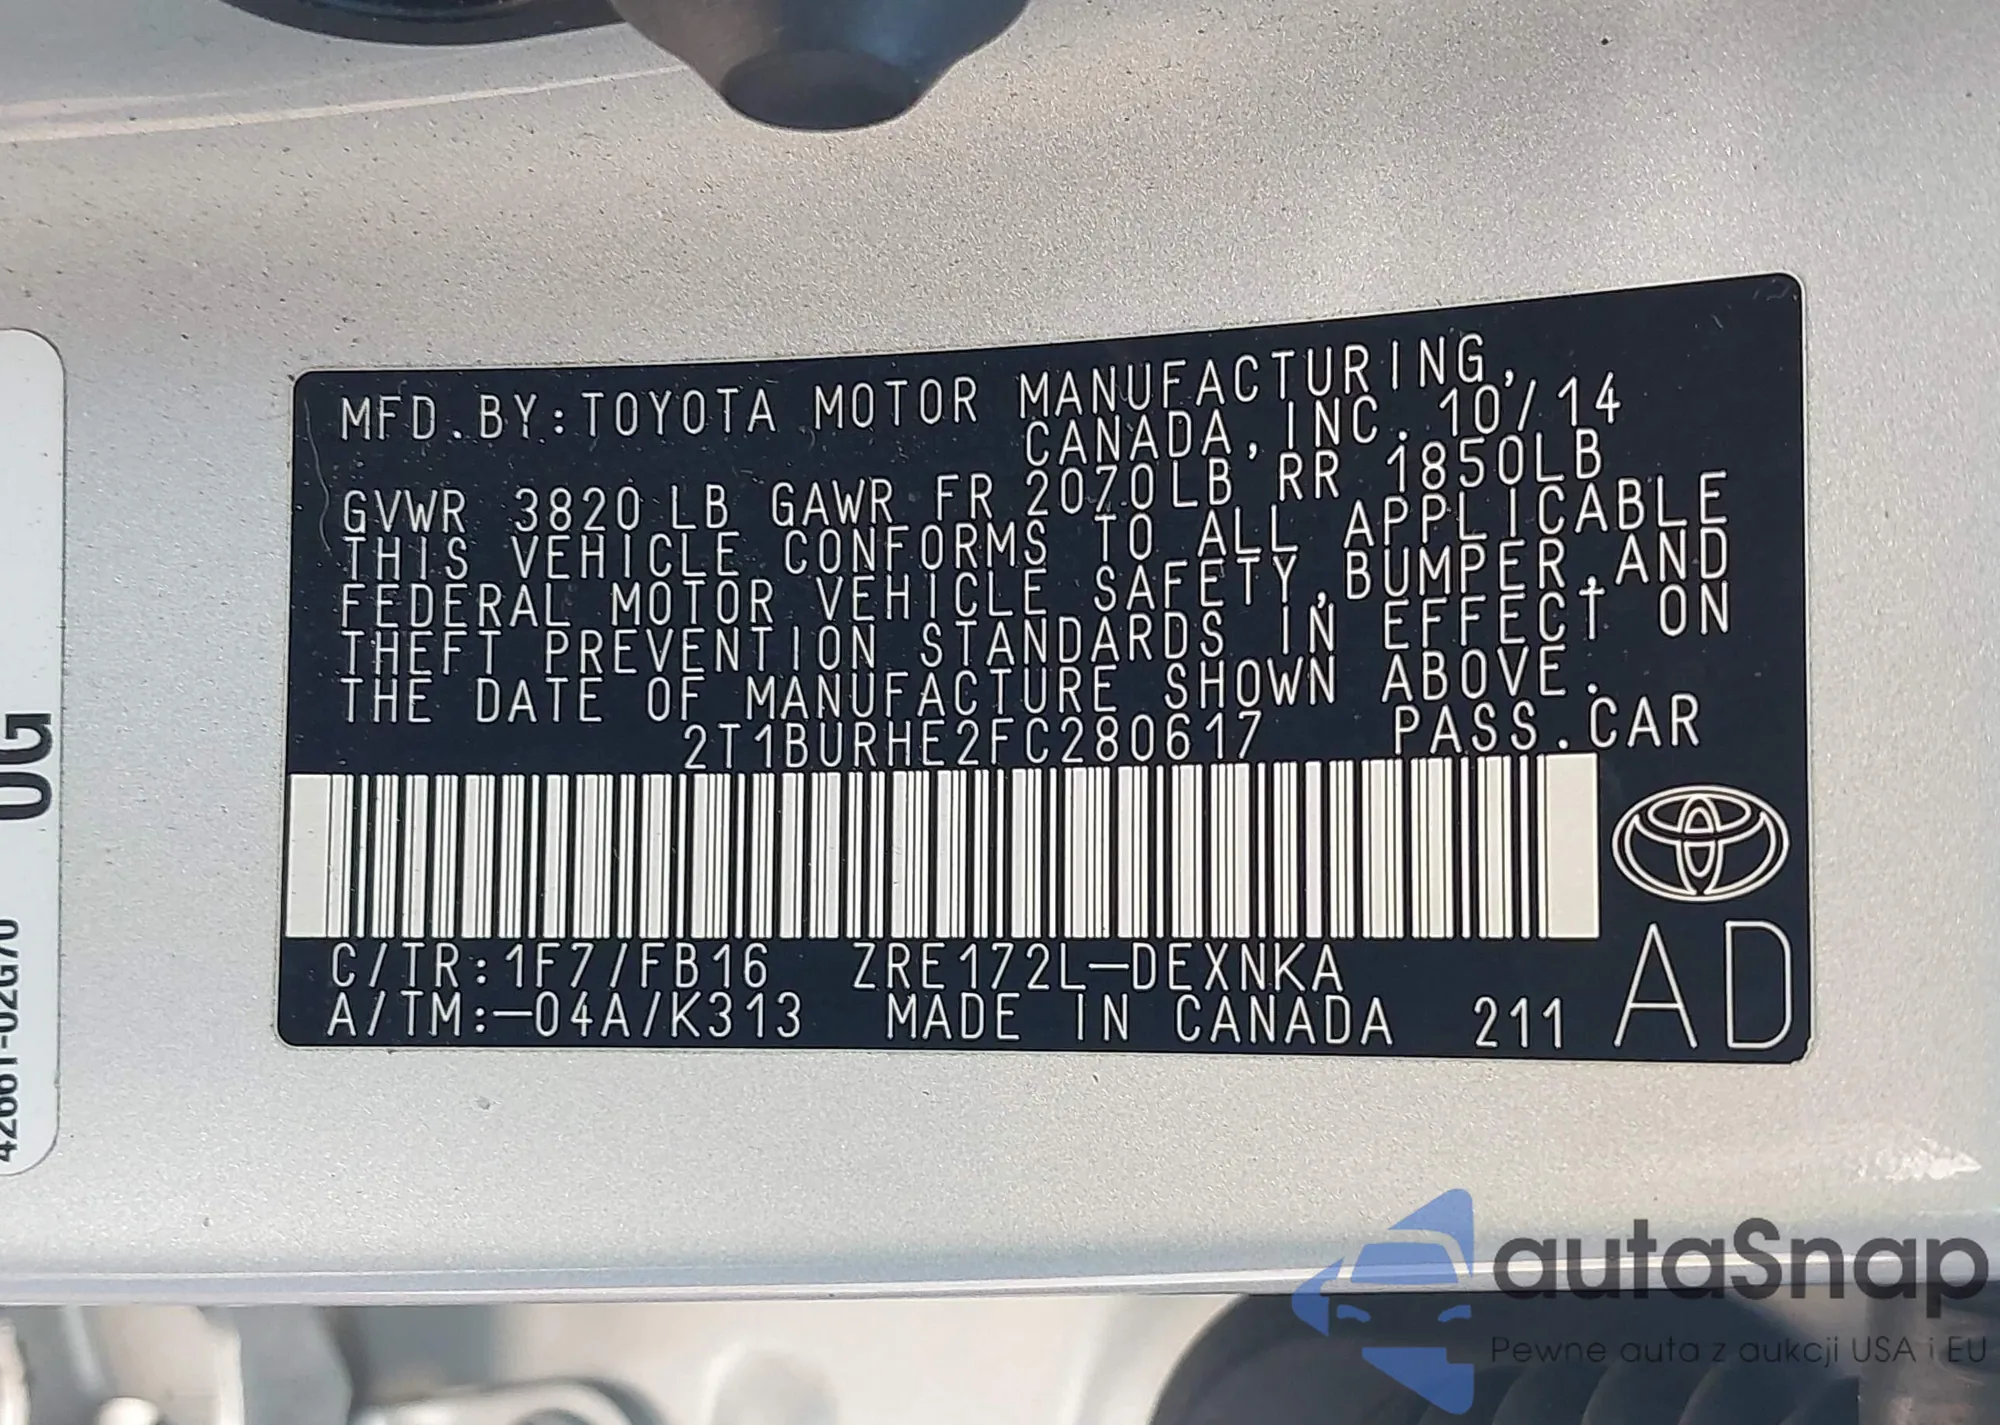 MFD.BY:TOYOTA MOTOR MANUFACTURING,
CANADA,INC. 10/14
GVWR 3820LB GAWR FR 2070LB RR 1850LB
THIS VEHICLE CONFORMS TO ALL APPLICABLE
FEDERAL MOTOR VEHICLE SAFETY,BUMPER,AND
THEFT PREVENTION STANDARDS IN EFFECT ON
THE DATE OF MANUFACTURE SHOWN ABOVE.
2T1BURHE2FC280617 PASS.CAR
C/TR:1F7/FB16 ZRE172L-DEXNKA
A/TM:-04A/K313 MADE IN CANADA 211
AD
0G
42661-02G70
autaSnap
Pewne auta z aukcji USA i EU